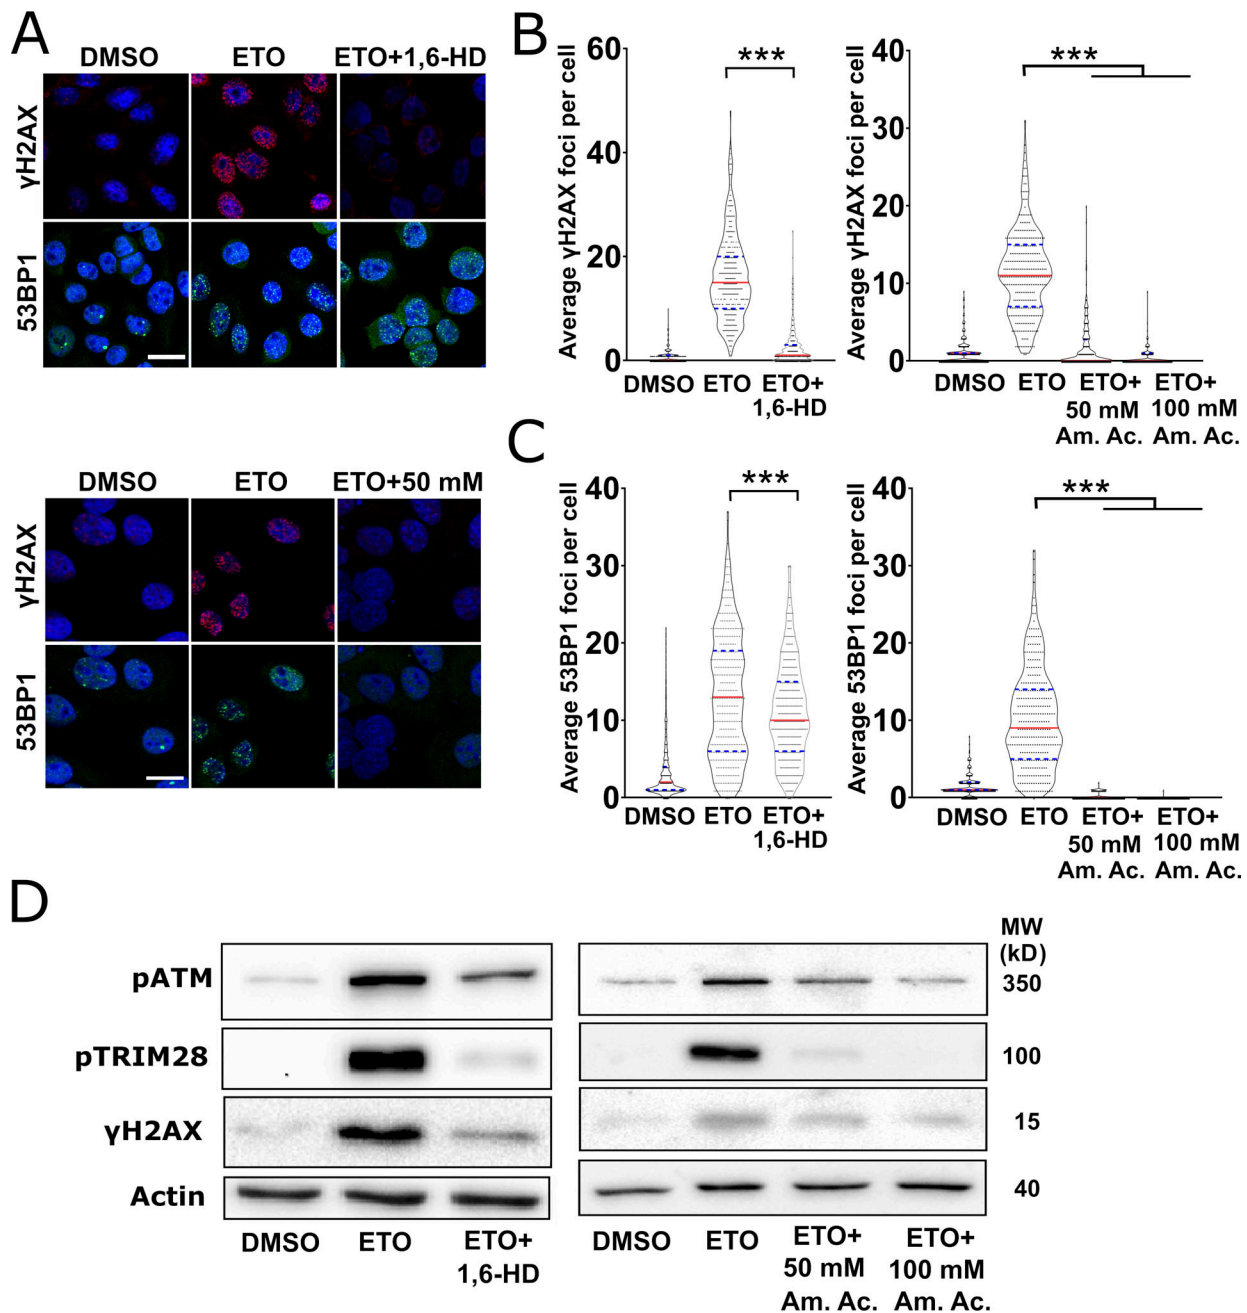 A
DMSO ETO ETO+1,6-HD
γH2AX
53BP1
DMSO ETO ETO+50 mM
γH2AX
53BP1
B
Average γH2AX foci per cell
60
40
20
0
***
DMSO ETO ETO+
1,6-HD
Average γH2AX foci per cell
40
30
20
10
0
***
DMSO ETO ETO+ ETO+
50 mM 100 mM
Am. Ac. Am. Ac.
C
Average 53BP1 foci per cell
40
30
20
10
0
***
DMSO ETO ETO+
1,6-HD
Average 53BP1 foci per cell
40
30
20
10
0
***
DMSO ETO ETO+ ETO+
50 mM 100 mM
Am. Ac. Am. Ac.
D
MW
(kD)
pATM 350
pTRIM28 100
γH2AX 15
Actin 40
DMSO ETO ETO+
1,6-HD
DMSO ETO ETO+ ETO+
50 mM 100 mM
Am. Ac. Am. Ac.